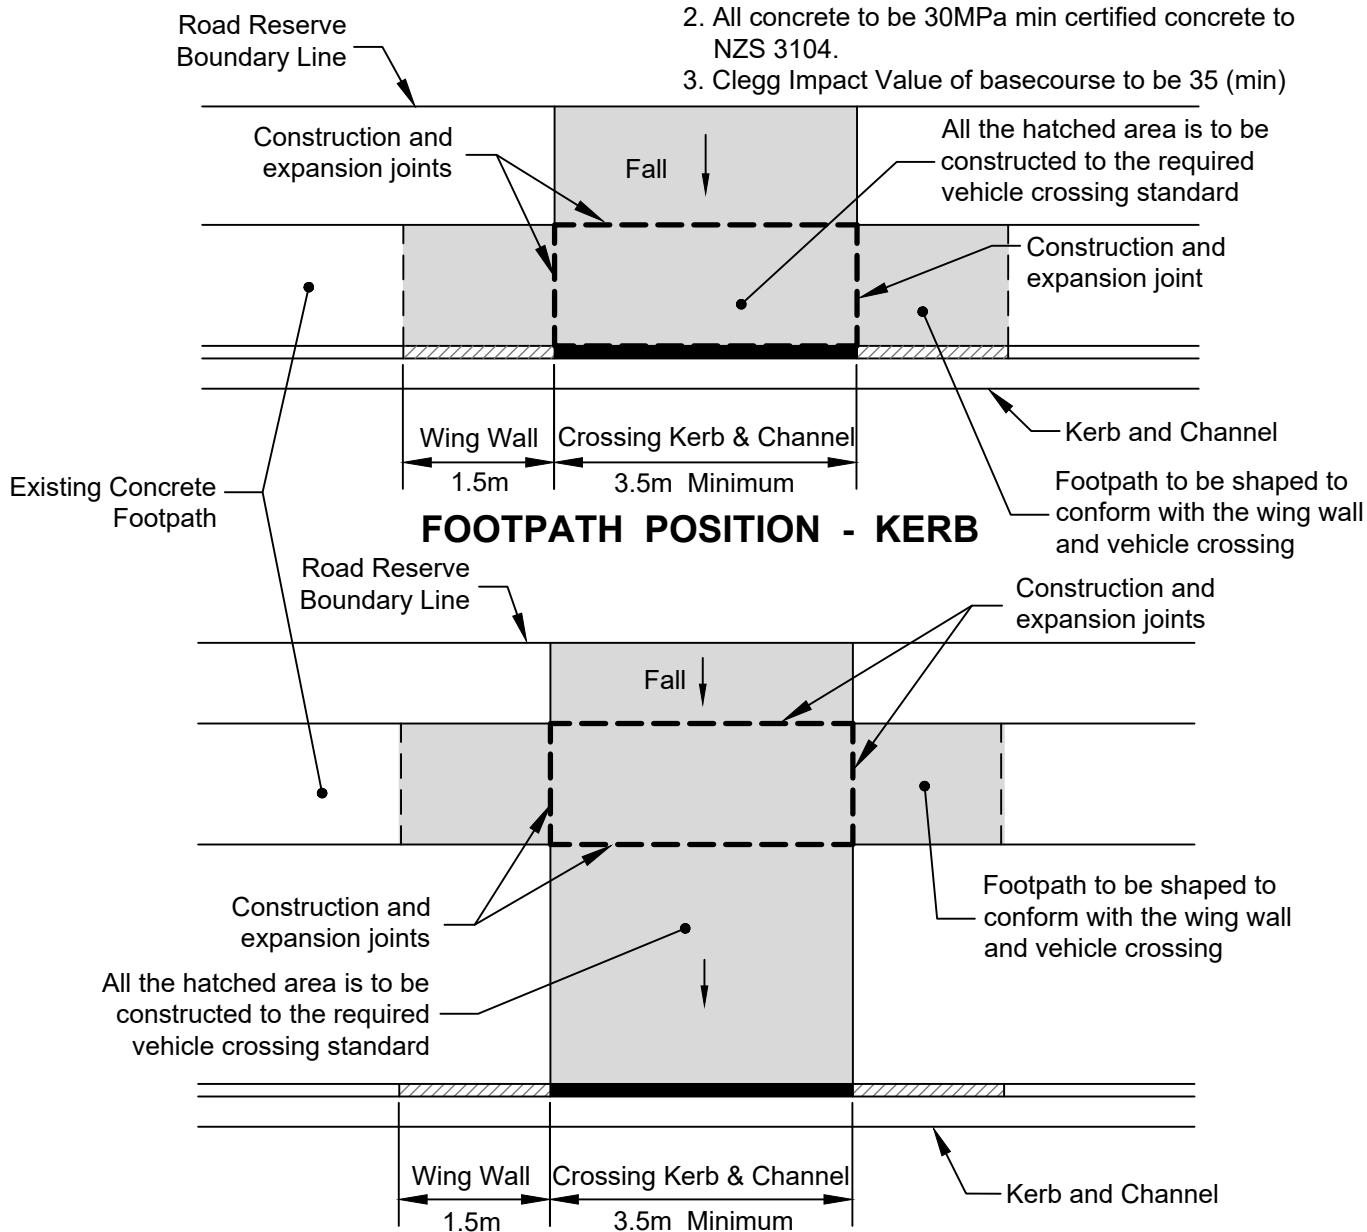 2. All concrete to be 30MPa min certified concrete to
NZS 3104.
3. Clegg Impact Value of basecourse to be 35 (min)
Road Reserve
Boundary Line
Construction and
expansion joints
Fall
All the hatched area is to be
constructed to the required
vehicle crossing standard
Construction and
expansion joint
Wing Wall
Crossing Kerb & Channel
1.5m
3.5m Minimum
Kerb and Channel
Existing Concrete
Footpath
Footpath to be shaped to
conform with the wing wall
and vehicle crossing
FOOTPATH POSITION - KERB
Road Reserve
Boundary Line
Construction and
expansion joints
Fall
Construction and
expansion joints
Footpath to be shaped to
conform with the wing wall
and vehicle crossing
All the hatched area is to be
constructed to the required
vehicle crossing standard
Wing Wall
Crossing Kerb & Channel
1.5m
3.5m Minimum
Kerb and Channel